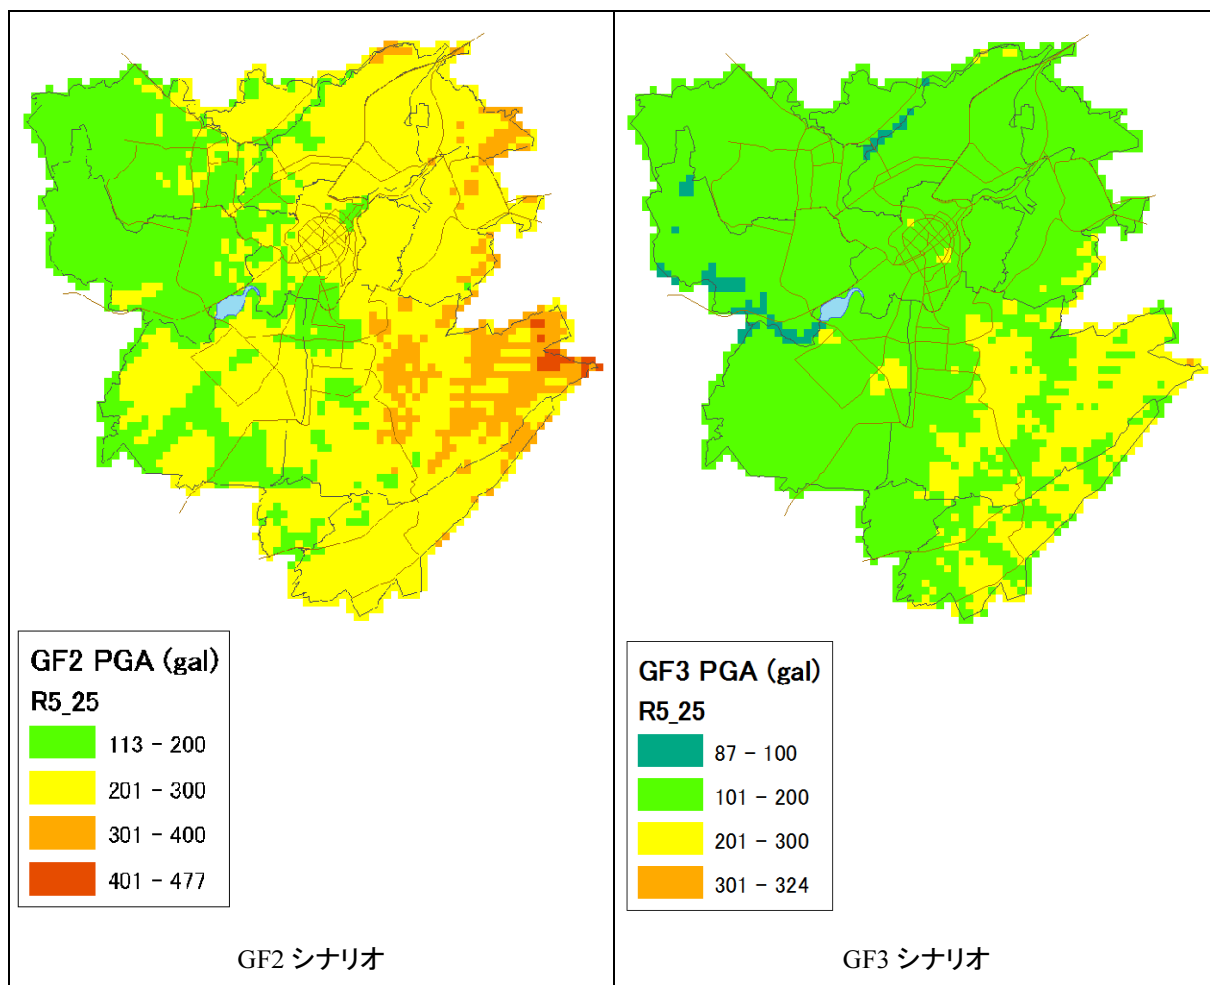 GF2 PGA (gal)
R5_25
113 - 200
201 - 300
301 - 400
401 - 477
GF2 シナリオ
GF3 PGA (gal)
R5_25
87 - 100
101 - 200
201 - 300
301 - 324
GF3 シナリオ